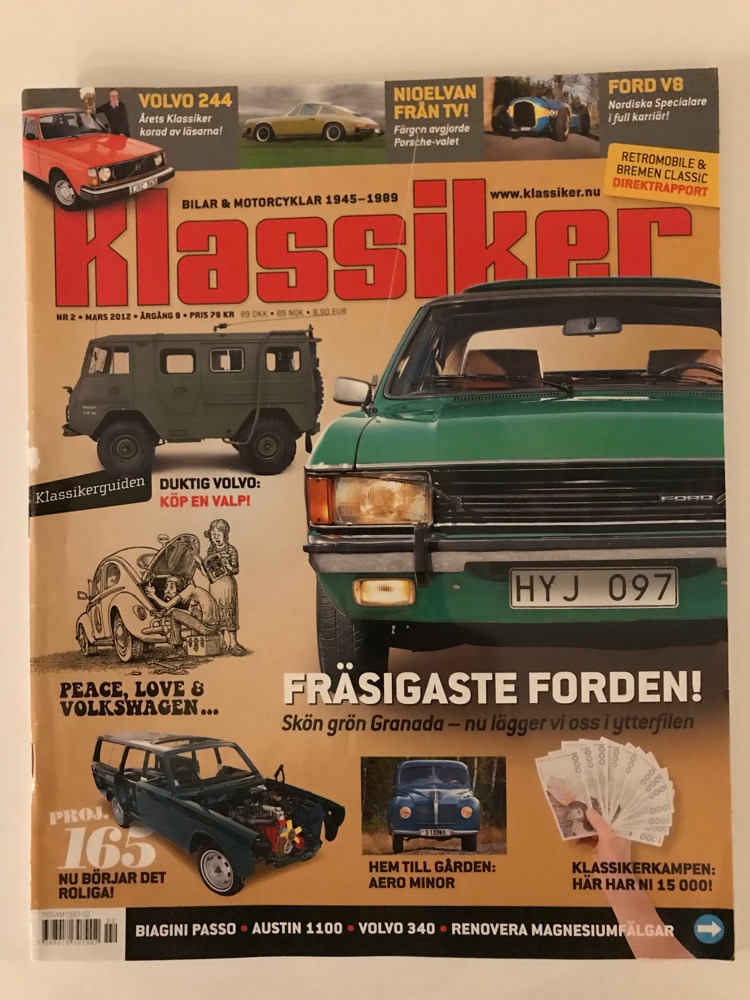 VOLVO 244
Årets Klassiker
korad av läsarna!
NIOELVAN
FRÅN TV!
Färgen avgjorde
Porsche-valet
FORD V8
Nordiska Specialare
i full karriär!
RETROMOBILE &
BREMEN CLASSIC
DIREKTRAPPORT
BILAR & MOTORCYKLAR 1945–1989
www.klassiker.nu
Klassiker
NR 2 • MARS 2012 • ÅRGÅNG 9 • PRIS 79 KR 89 DKK • 89 NOK • 9,90 EUR
Klassikerguiden
DUKTIG VOLVO:
KÖP EN VALP!
FORD
HYJ 097
PEACE, LOVE &
VOLKSWAGEN...
FRÄSIGASTE FORDEN!
Skön grön Granada – nu lägger vi oss i ytterfilen
PROJ.
165
NU BÖRJAR DET
ROLIGA!
HEM TILL GÅRDEN:
AERO MINOR
KLASSIKERKAMPEN:
HÄR HAR NI 15 000!
BIAGINI PASSO • AUSTIN 1100 • VOLVO 340 • RENOVERA MAGNESIUMFÄLGAR